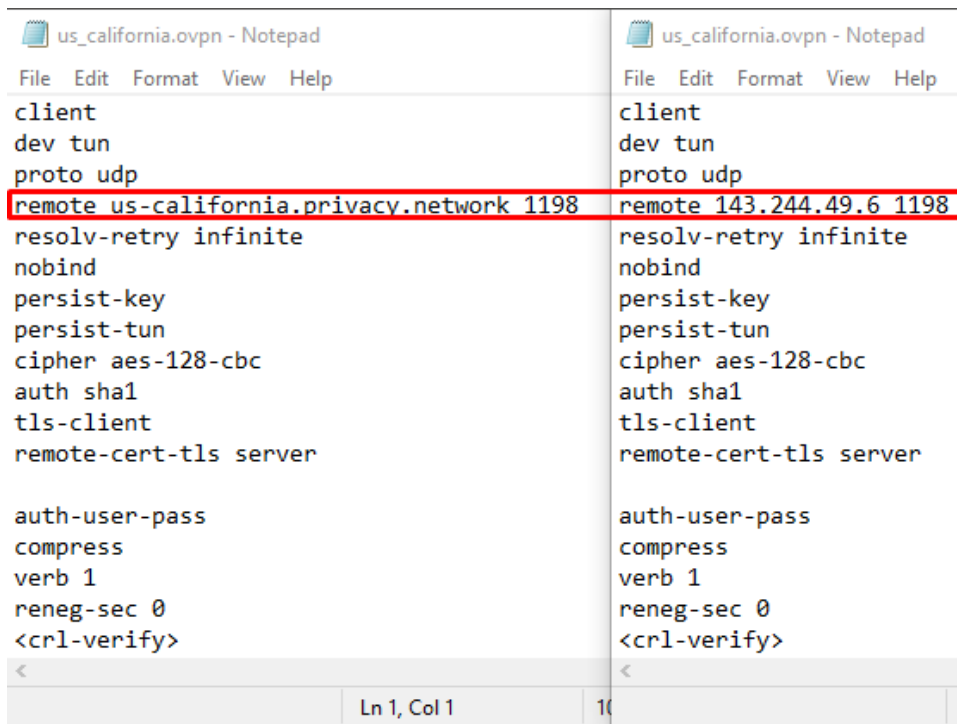 us_california.ovpn - Notepad
File Edit Format View Help
client
dev tun
proto udp
remote us-california.privacy.network 1198
resolv-retry infinite
nobind
persist-key
persist-tun
cipher aes-128-cbc
auth sha1
tls-client
remote-cert-tls server
auth-user-pass
compress
verb 1
reneg-sec 0
<crl-verify>
Ln 1, Col 1
us_california.ovpn - Notepad
File Edit Format View Help
client
dev tun
proto udp
remote 143.244.49.6 1198
resolv-retry infinite
nobind
persist-key
persist-tun
cipher aes-128-cbc
auth sha1
tls-client
remote-cert-tls server
auth-user-pass
compress
verb 1
reneg-sec 0
<crl-verify>